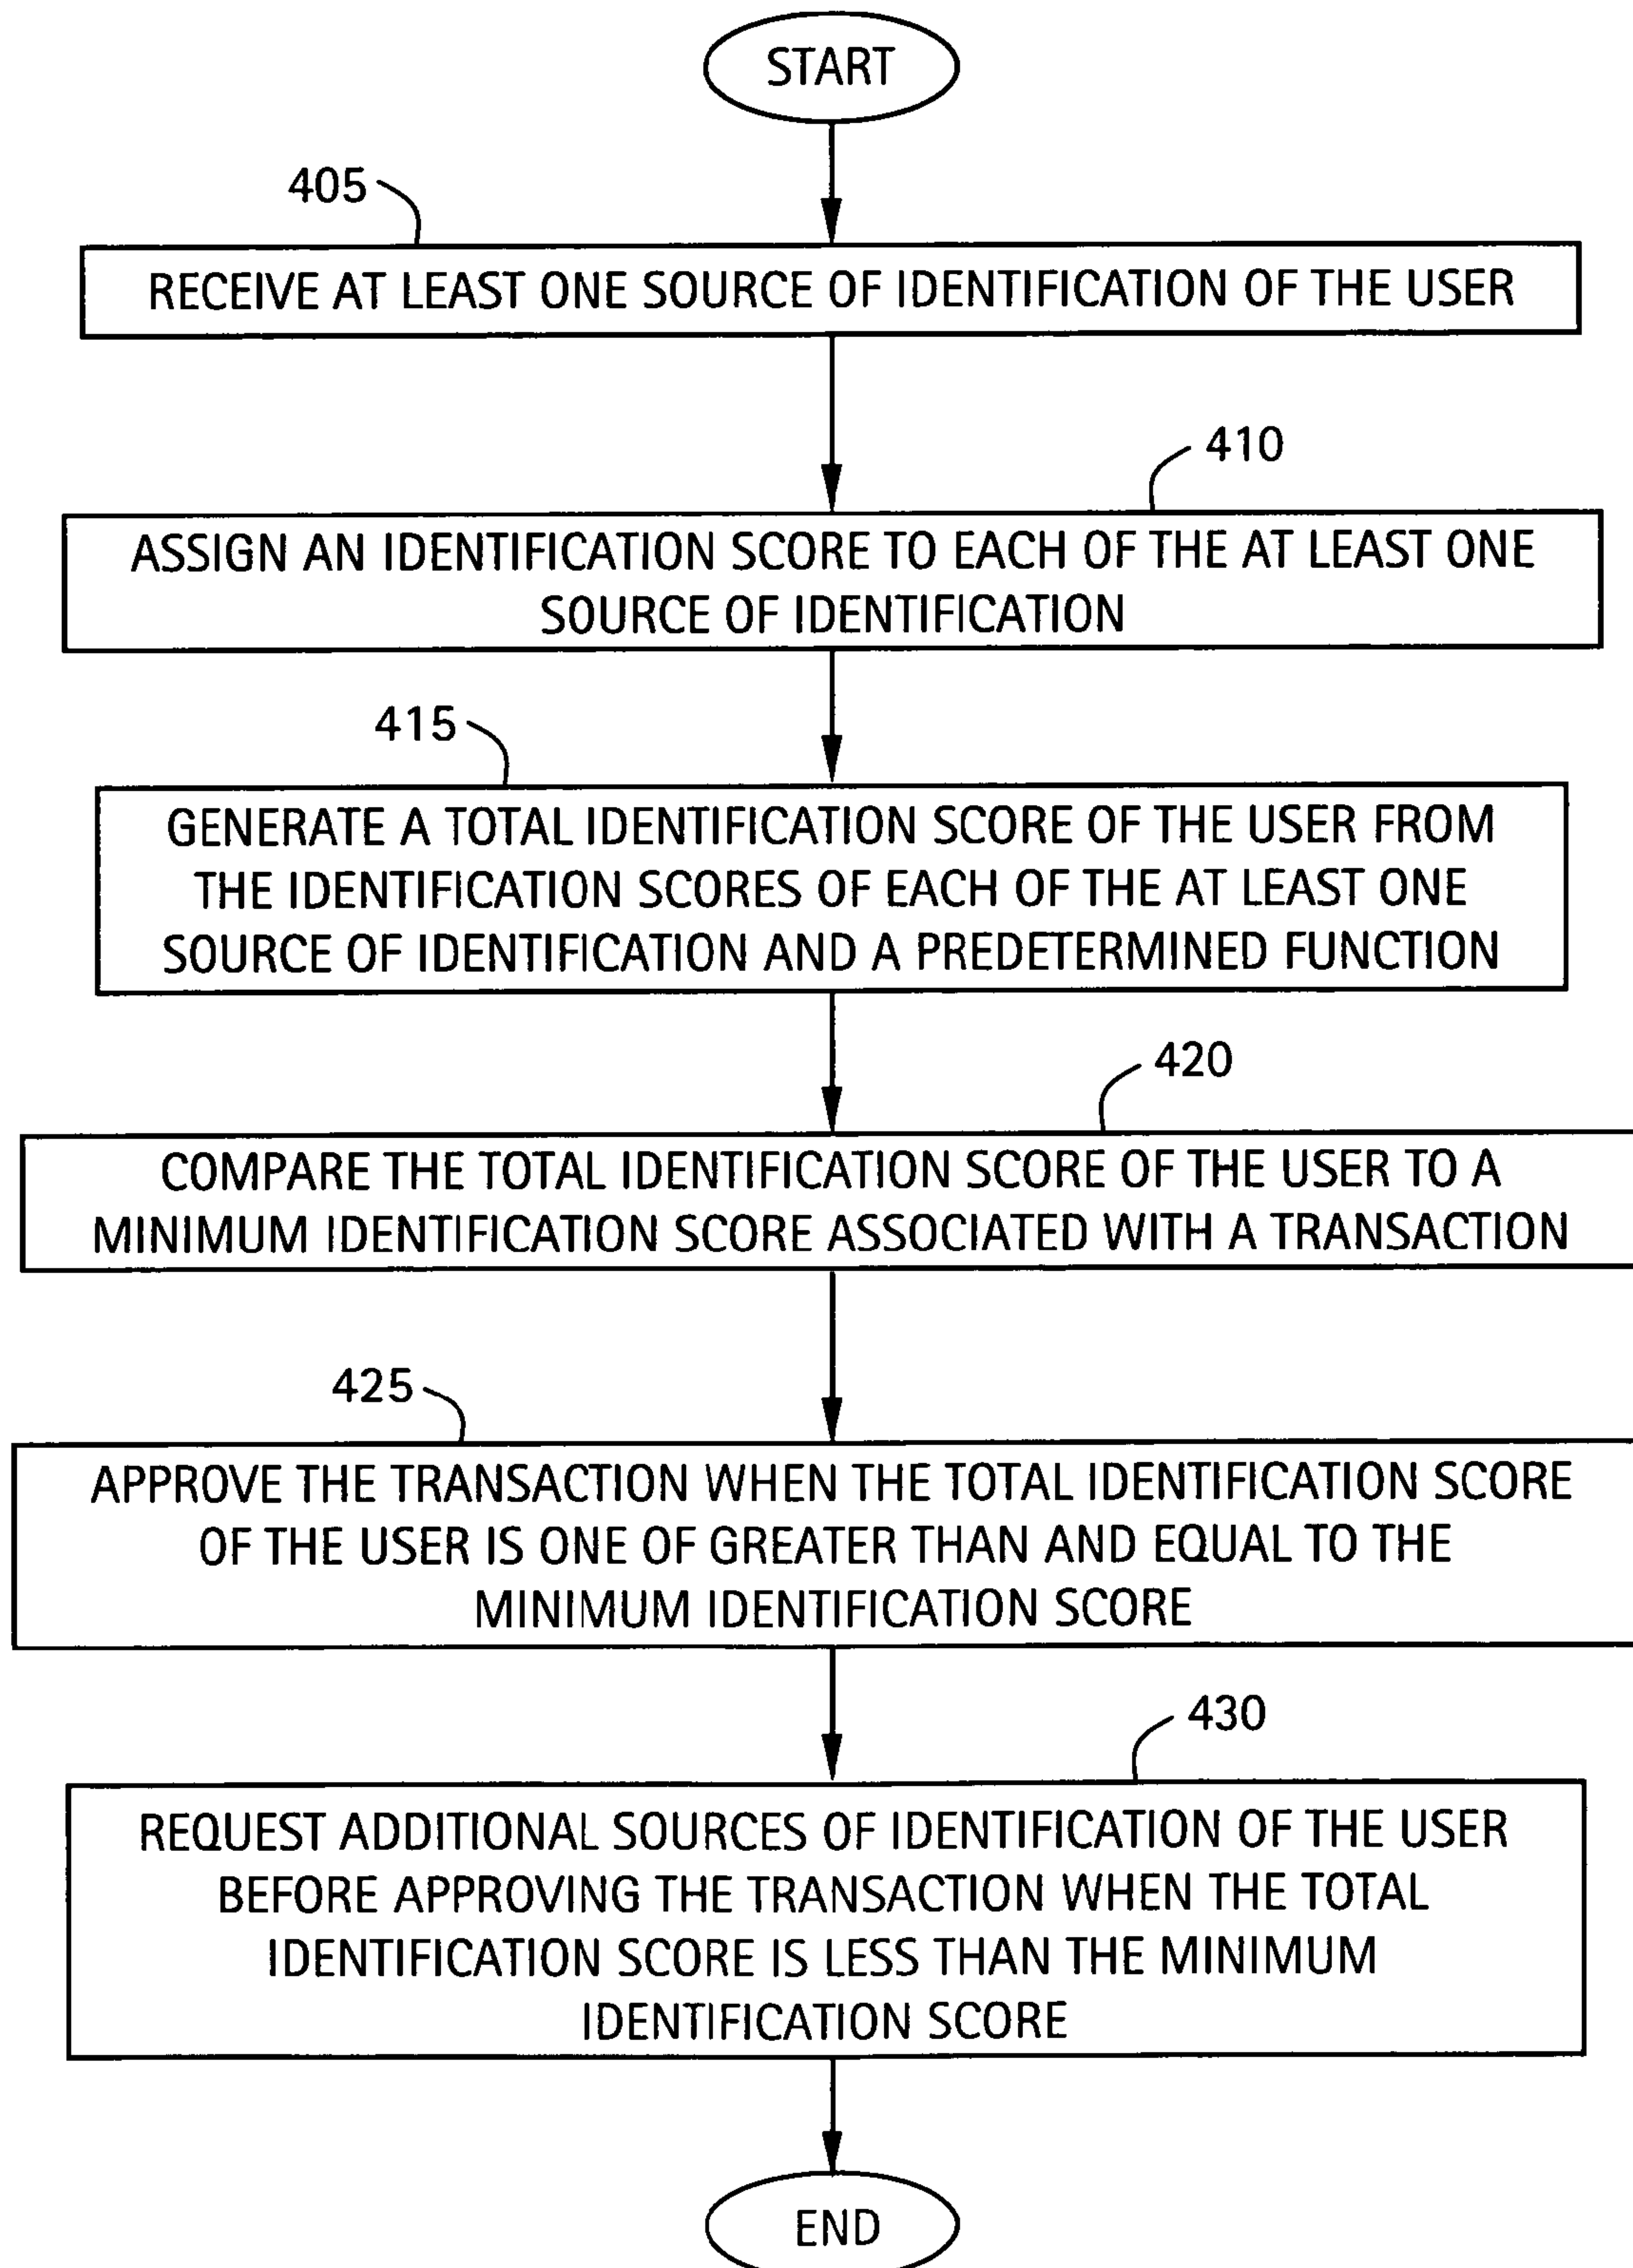 START
405
RECEIVE AT LEAST ONE SOURCE OF IDENTIFICATION OF THE USER
410
ASSIGN AN IDENTIFICATION SCORE TO EACH OF THE AT LEAST ONE
SOURCE OF IDENTIFICATION
415
GENERATE A TOTAL IDENTIFICATION SCORE OF THE USER FROM
THE IDENTIFICATION SCORES OF EACH OF THE AT LEAST ONE
SOURCE OF IDENTIFICATION AND A PREDETERMINED FUNCTION
420
COMPARE THE TOTAL IDENTIFICATION SCORE OF THE USER TO A
MINIMUM IDENTIFICATION SCORE ASSOCIATED WITH A TRANSACTION
425
APPROVE THE TRANSACTION WHEN THE TOTAL IDENTIFICATION SCORE
OF THE USER IS ONE OF GREATER THAN AND EQUAL TO THE
MINIMUM IDENTIFICATION SCORE
430
REQUEST ADDITIONAL SOURCES OF IDENTIFICATION OF THE USER
BEFORE APPROVING THE TRANSACTION WHEN THE TOTAL
IDENTIFICATION SCORE IS LESS THAN THE MINIMUM
IDENTIFICATION SCORE
END